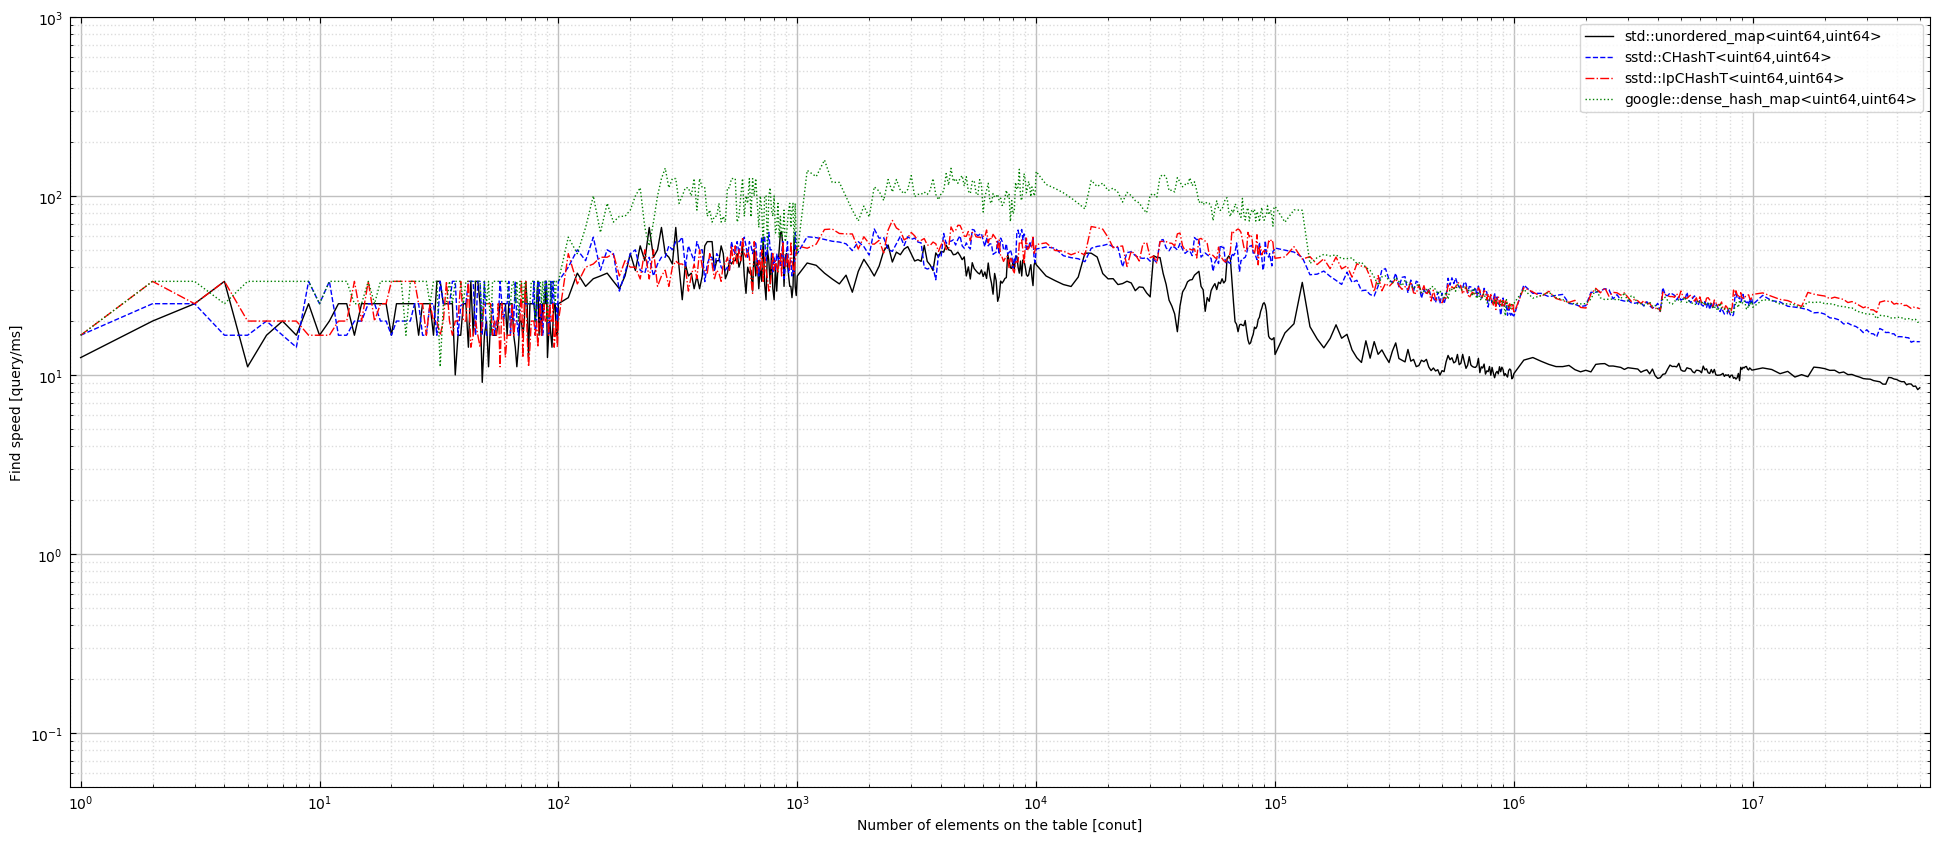 10³
10²
10¹
10⁰
10⁻¹
Find speed [query/ms]
std::unordered_map<uint64,uint64>
sstd::CHashT<uint64,uint64>
sstd::IpCHashT<uint64,uint64>
google::dense_hash_map<uint64,uint64>
10⁰ 10¹ 10² 10³ 10⁴ 10⁵ 10⁶ 10⁷
Number of elements on the table [conut]